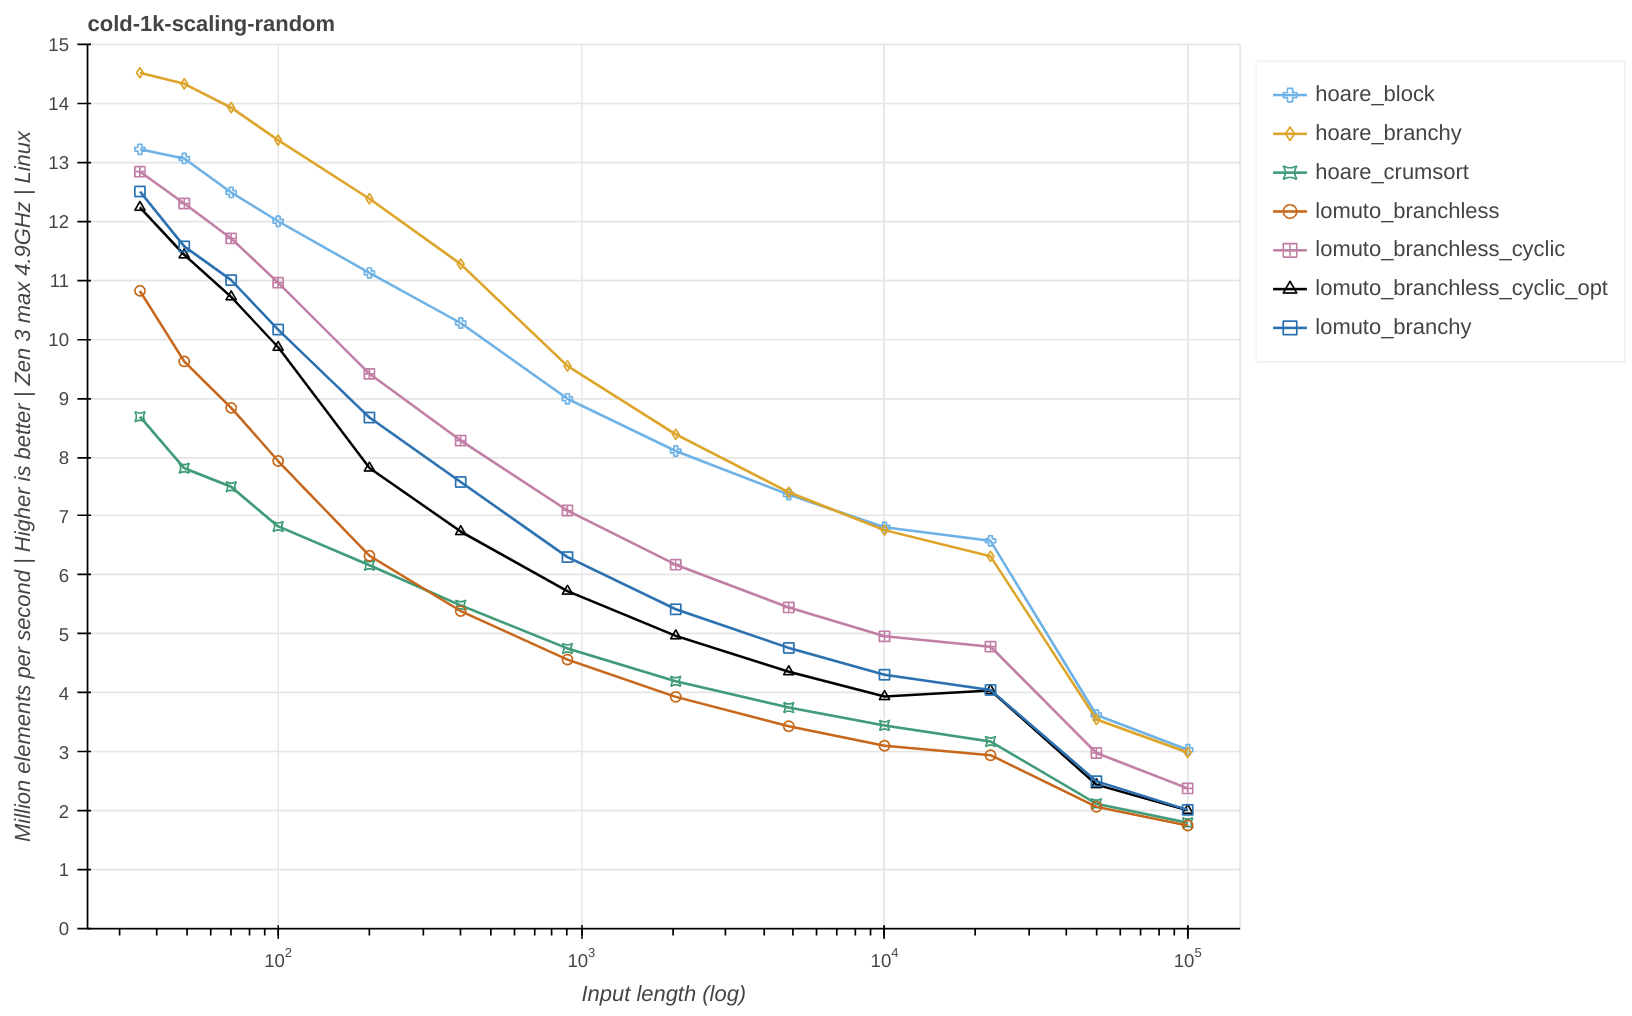 cold-1k-scaling-random
Million elements per second | Higher is better | Zen 3 max 4.9GHz | Linux
15
14
13
12
11
10
9
8
7
6
5
4
3
2
1
0
10² 10³ 10⁴ 10⁵
Input length (log)
hoare_block
hoare_branchy
hoare_crumsort
lomuto_branchless
lomuto_branchless_cyclic
lomuto_branchless_cyclic_opt
lomuto_branchy